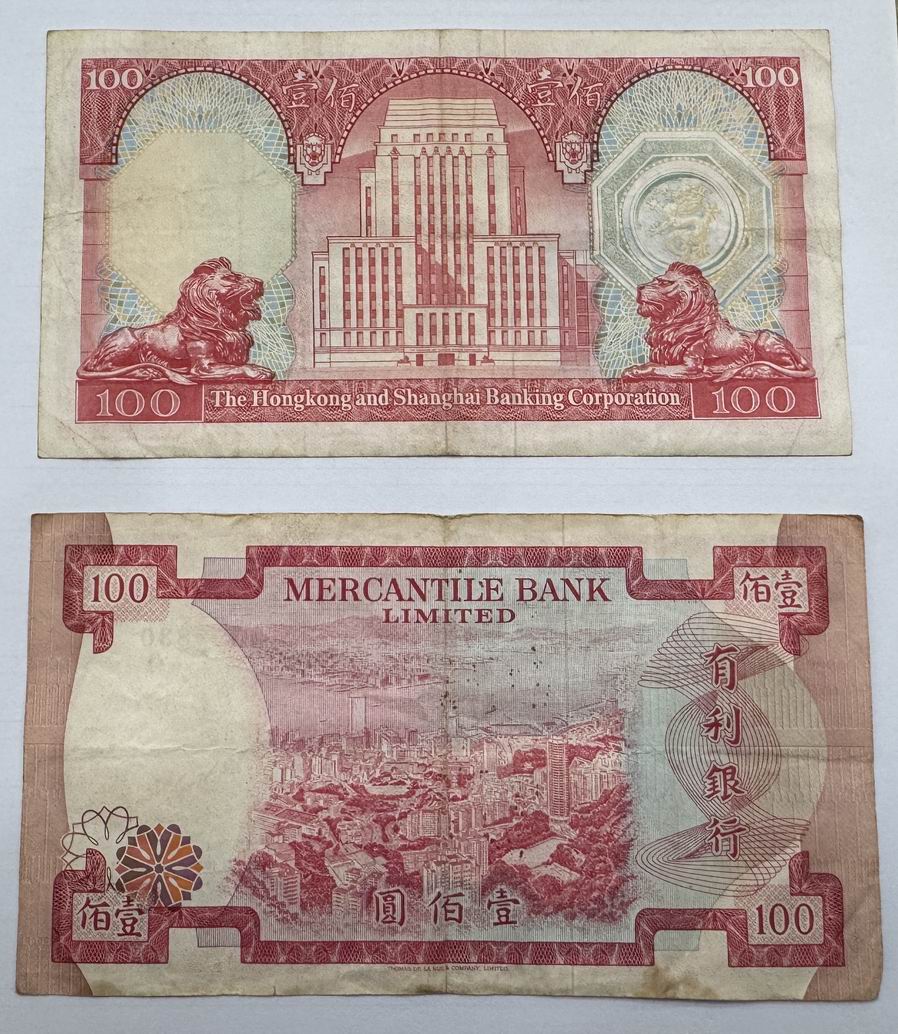 100 壹佰 壹佰 100
100 The Hongkong and Shanghai Banking Corporation 100
100 MERCANTILE BANK 佰壹
LIMITED
有利銀行
圓佰壹
佰壹 100
THOMAS DE LA RUE & COMPANY, LIMITED.